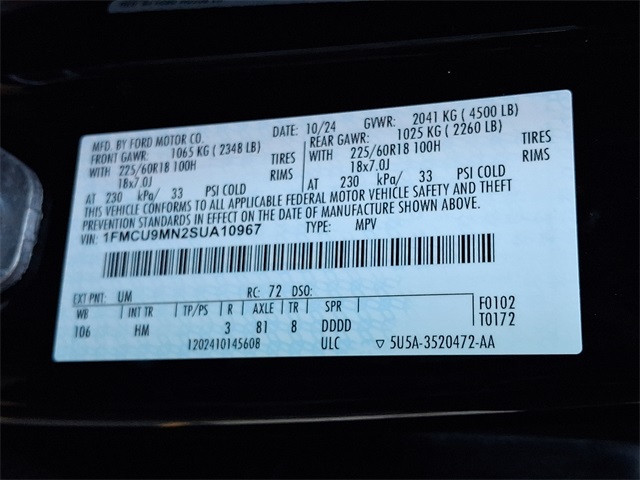 MFD. BY FORD MOTOR CO. DATE: 10/24 GVWR: 2041 KG ( 4500 LB)
FRONT GAWR: 1065 KG ( 2348 LB) REAR GAWR: 1025 KG ( 2260 LB)
WITH 225/60R18 100H TIRES WITH 225/60R18 100H TIRES
18x7.0J RIMS 18x7.0J RIMS
AT 230 kPa/ 33 PSI COLD AT 230 kPa/ 33 PSI COLD
THIS VEHICLE CONFORMS TO ALL APPLICABLE FEDERAL MOTOR VEHICLE SAFETY AND THEFT
PREVENTION STANDARDS IN EFFECT ON THE DATE OF MANUFACTURE SHOWN ABOVE.
VIN: 1FMCU9MN2SUA10967 TYPE: MPV
EXT PNT: UM RC: 72 DSO:
WB INT TR TP/PS R AXLE TR SPR F0102
106 HM 3 81 8 DDDD T0172
1202410145608 ULC ▽ 5U5A-3520472-AA